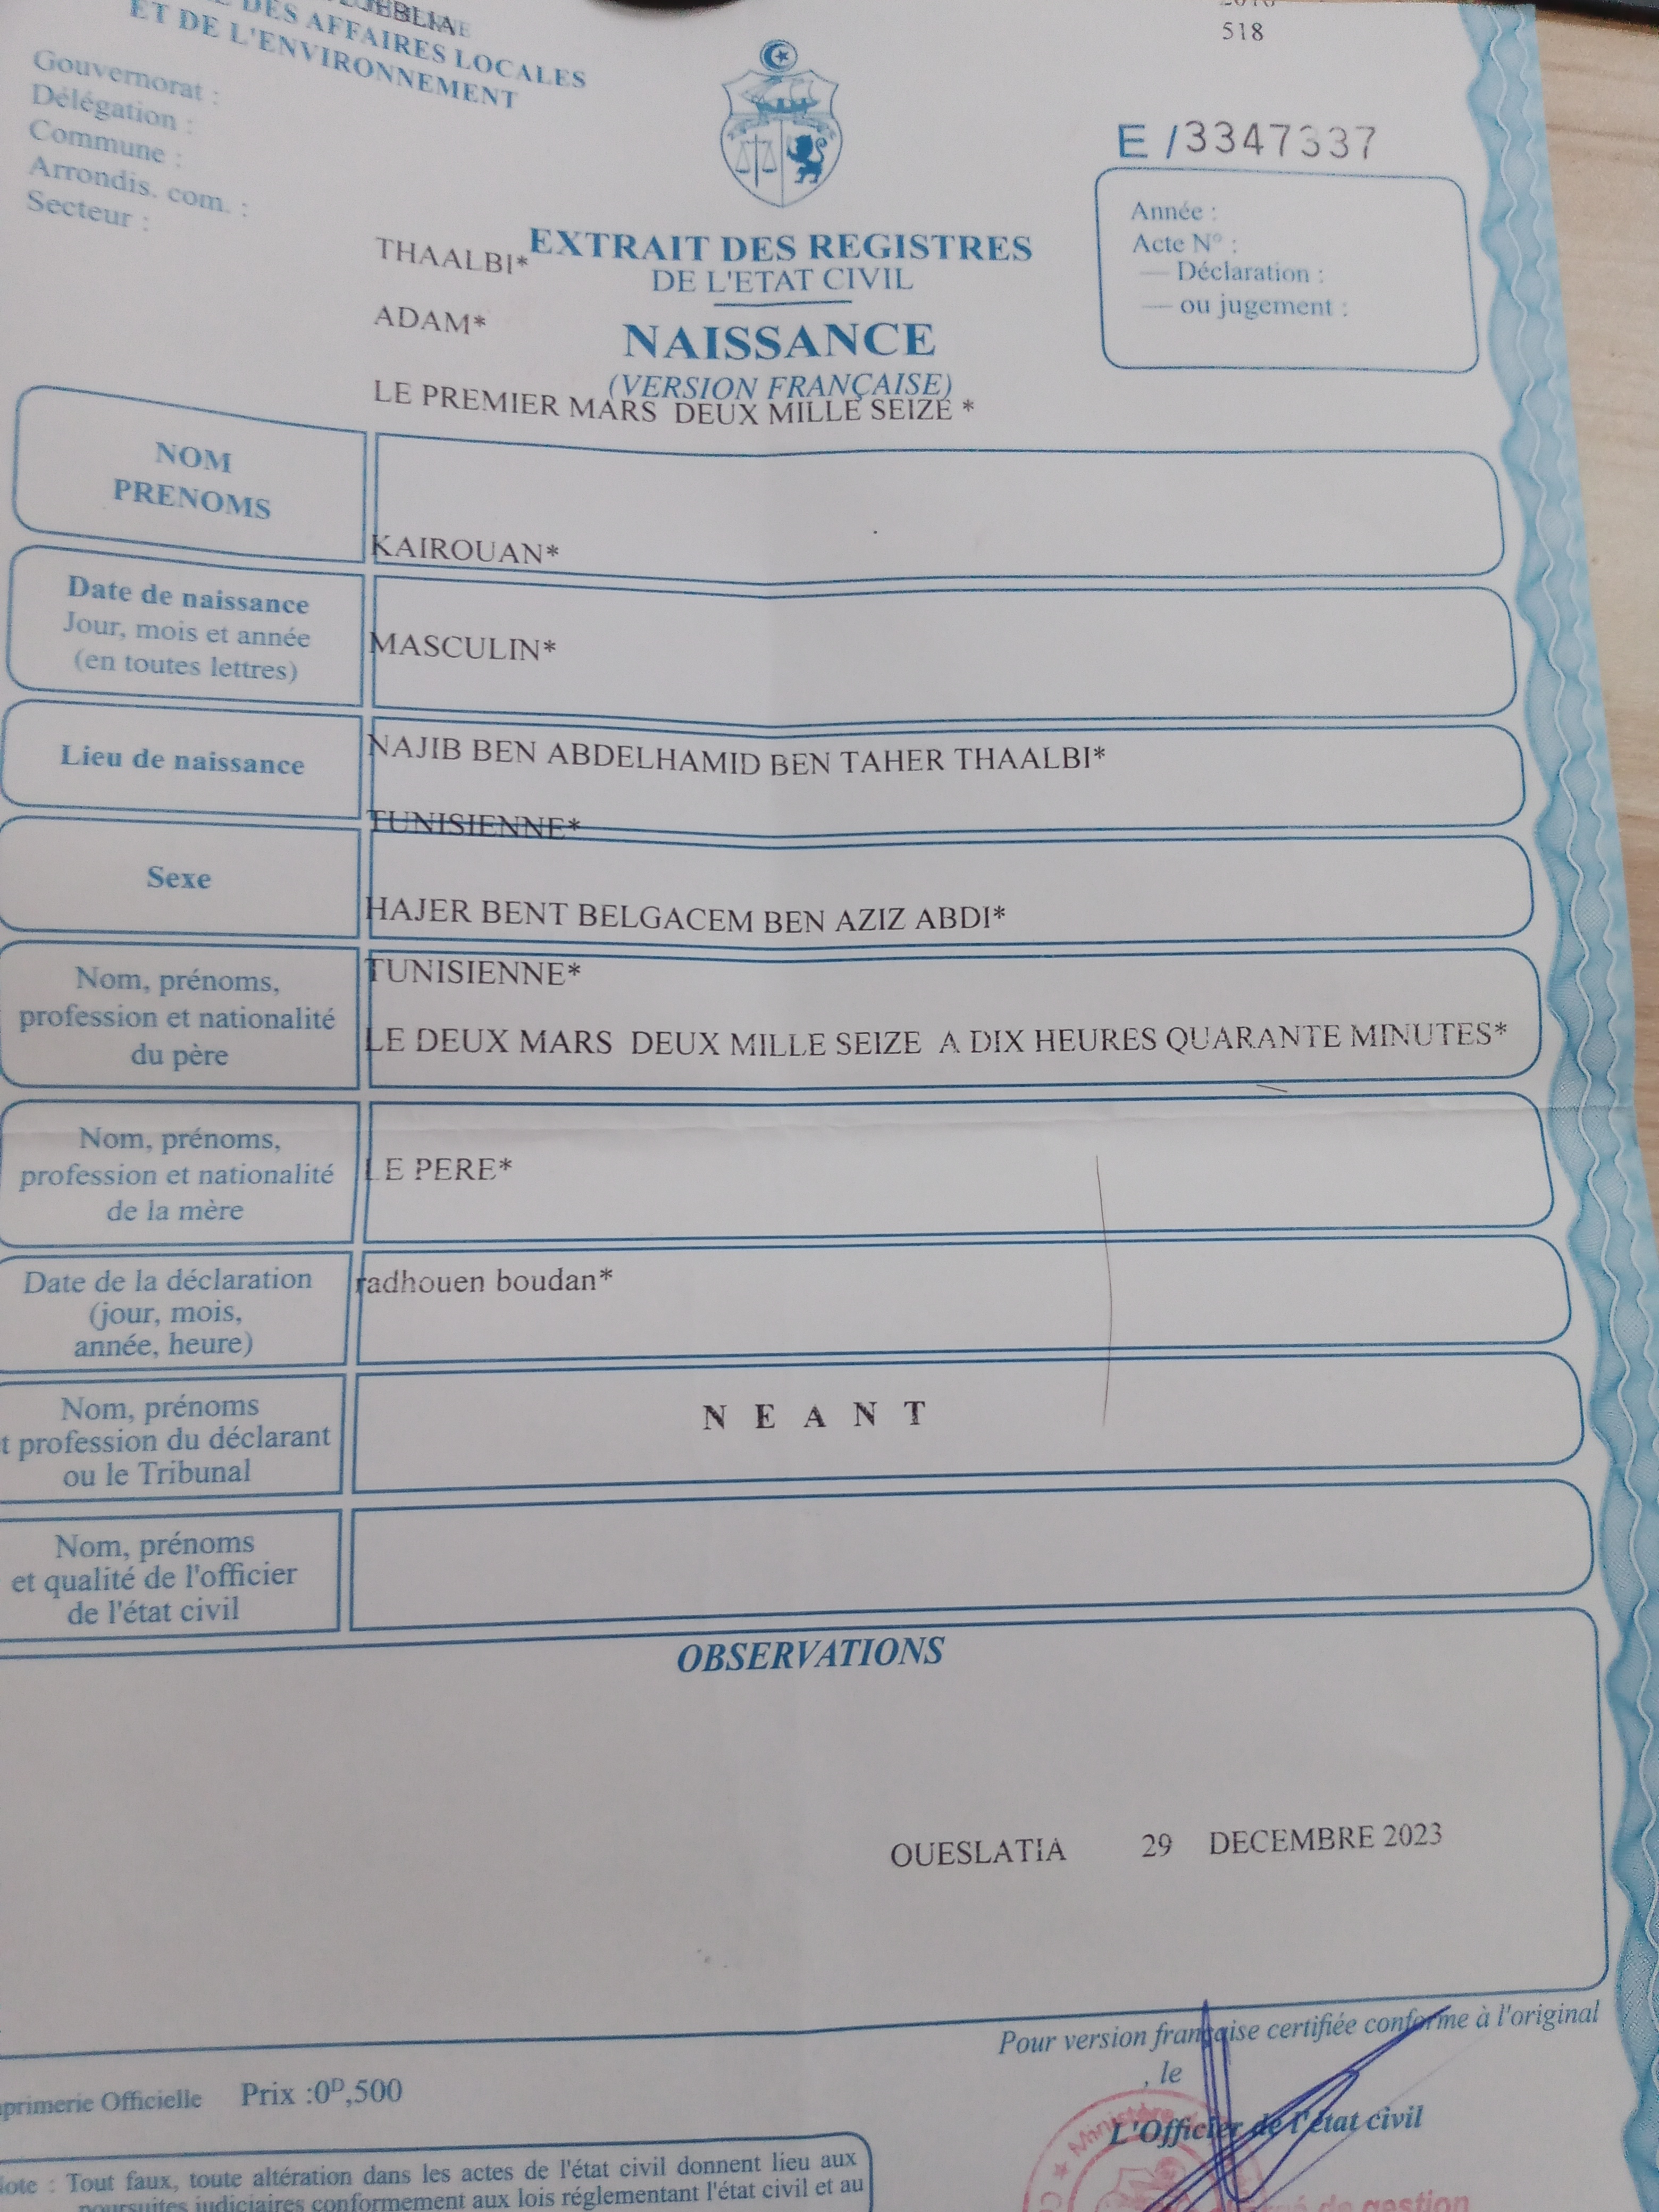 DES AFFAIRES LOCALES
ET DE L'ENVIRONNEMENT
518
Gouvernorat :
Délégation :
Commune :
Arrondis. com. :
Secteur :
E /3347337
Année :
Acte N° :
— Déclaration :
— ou jugement :
THAALBI*
EXTRAIT DES REGISTRES
DE L'ETAT CIVIL
ADAM*
NAISSANCE
(VERSION FRANÇAISE)
LE PREMIER MARS DEUX MILLE SEIZE *
NOM
PRENOMS
KAIROUAN*
Date de naissance
Jour, mois et année
(en toutes lettres)
MASCULIN*
Lieu de naissance
NAJIB BEN ABDELHAMID BEN TAHER THAALBI*
TUNISIENNE*
Sexe
HAJER BENT BELGACEM BEN AZIZ ABDI*
Nom, prénoms,
profession et nationalité
du père
TUNISIENNE*
LE DEUX MARS DEUX MILLE SEIZE A DIX HEURES QUARANTE MINUTES*
Nom, prénoms,
profession et nationalité
de la mère
LE PERE*
Date de la déclaration
(jour, mois,
année, heure)
radhouen boudan*
Nom, prénoms
t profession du déclarant
ou le Tribunal
N E A N T
Nom, prénoms
et qualité de l'officier
de l'état civil
OBSERVATIONS
OUESLATIA 29 DECEMBRE 2023
Pour version française certifiée conforme à l'original
, le
L'Officier de l'état civil
primerie Officielle Prix :0ᴰ,500
Note : Tout faux, toute altération dans les actes de l'état civil donnent lieu aux
poursuites judiciaires conformement aux lois réglementant l'état civil et au
Ministère
de gestion